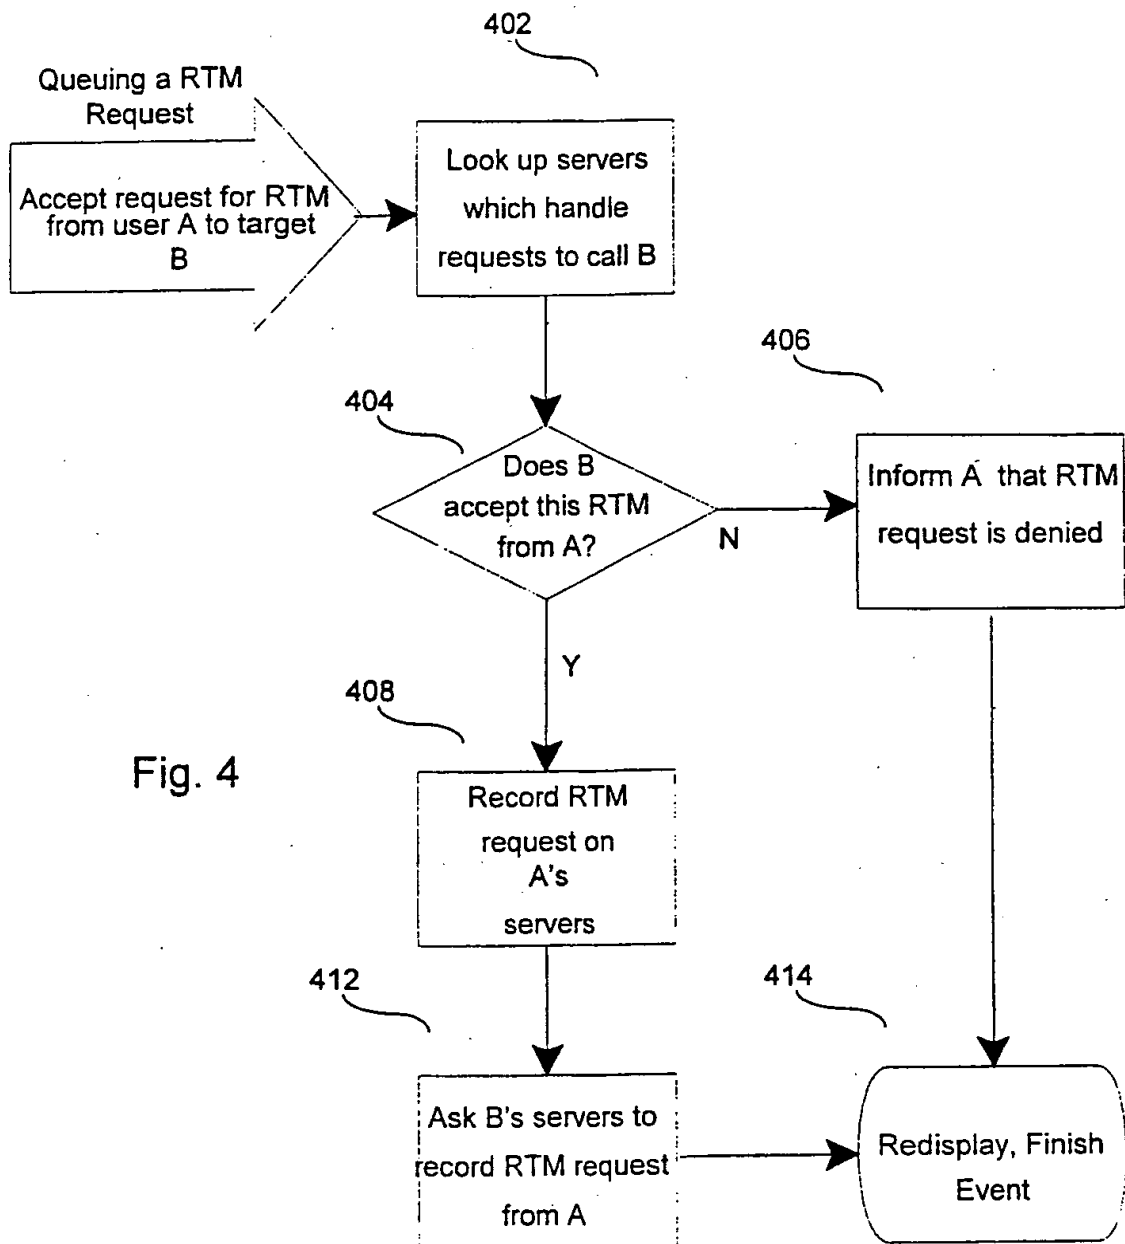 402
Queuing a RTM
Request
Accept request for RTM
from user A to target
B
Look up servers
which handle
requests to call B
406
404
Does B
accept this RTM
from A?
N
Inform A that RTM
request is denied
Y
408
Fig. 4
Record RTM
request on
A's
servers
412
414
Ask B's servers to
record RTM request
from A
Redisplay, Finish
Event